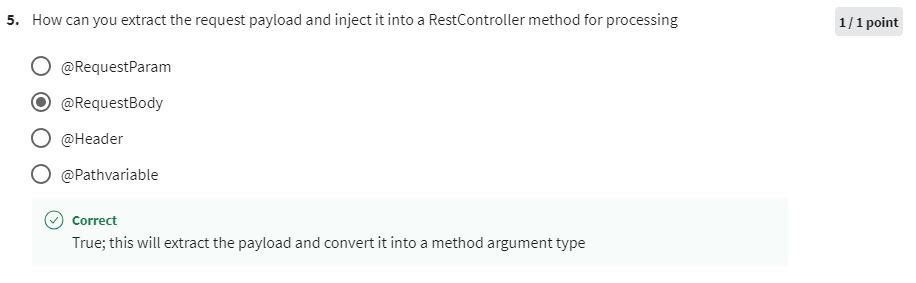 5. How can you extract the request payload and inject it into a RestController method for processing
1 / 1 point
@RequestParam
@RequestBody
@Header
@Pathvariable
Correct
True; this will extract the payload and convert it into a method argument type